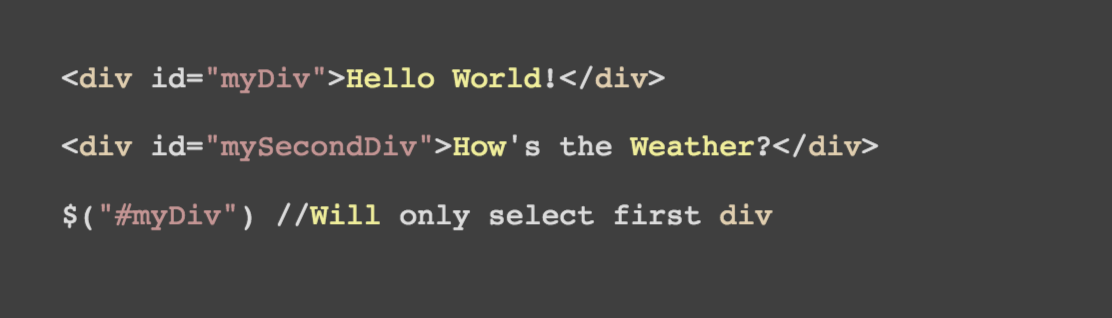 <div id="myDiv">Hello World!</div>
<div id="mySecondDiv">How's the Weather?</div>
$("#myDiv") //Will only select first div